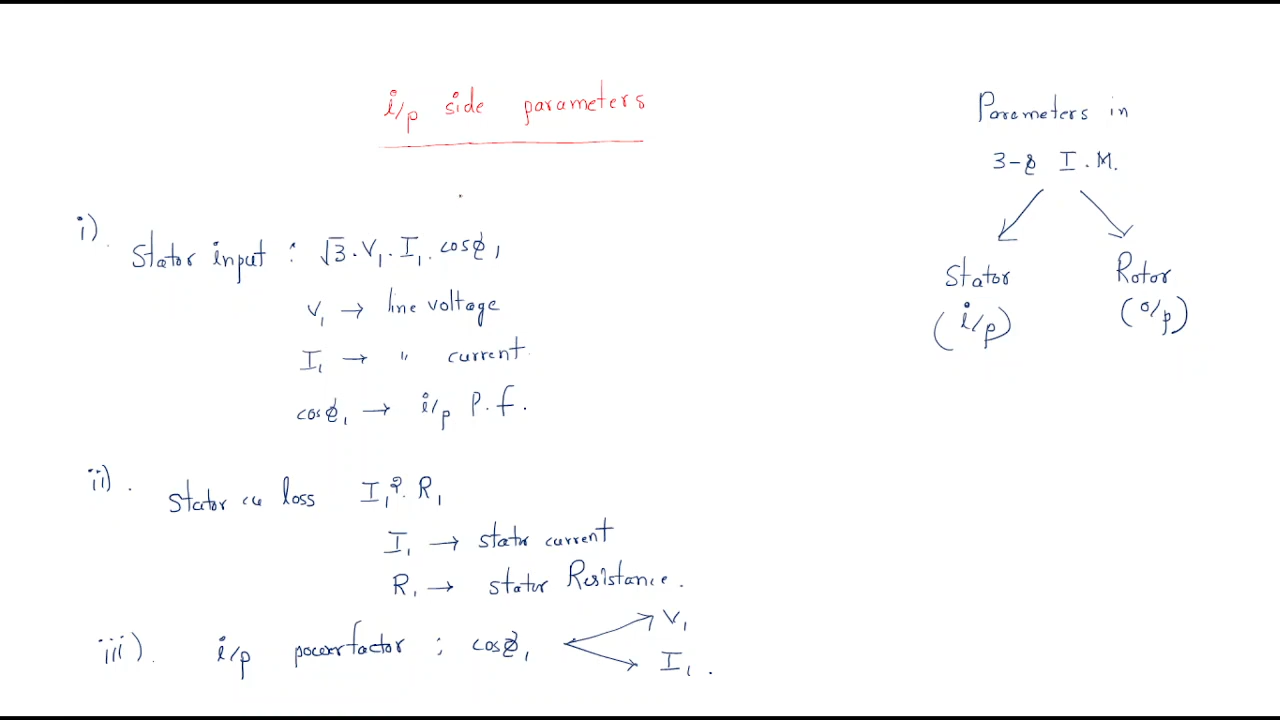 i/p side parameters
i) Stator input : √3.V₁.I₁.cosϕ₁
V₁ → line voltage
I₁ → " current
cosϕ₁ → i/p P.f.
ii). Stator cu loss I₁².R₁
I₁ → stator current
R₁ → stator Resistance.
iii). i/p powerfactor : cosϕ₁
V₁
I₁.
Parameters in
3-ϕ I.M.
Stator Rotor
(i/p) (o/p)